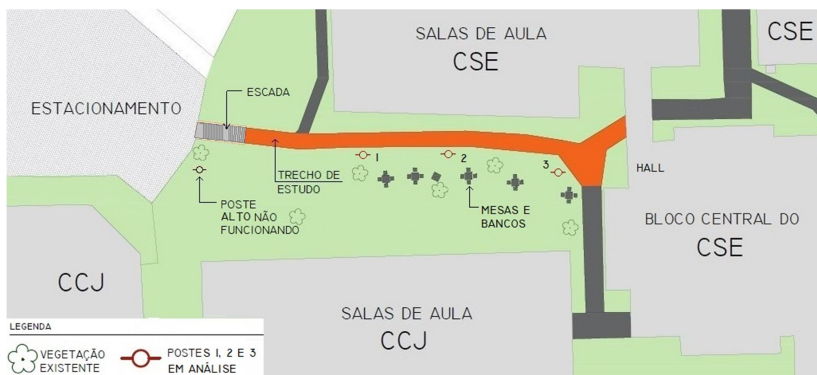 SALAS DE AULA
CSE
CSE
ESTACIONAMENTO
ESCADA
1
2
3
TRECHO DE
ESTUDO
HALL
POSTE
ALTO NÃO
FUNCIONANDO
MESAS E
BANCOS
BLOCO CENTRAL DO
CSE
CCJ
SALAS DE AULA
CCJ
LEGENDA
VEGETAÇÃO
EXISTENTE
POSTES 1, 2 E 3
EM ANÁLISE